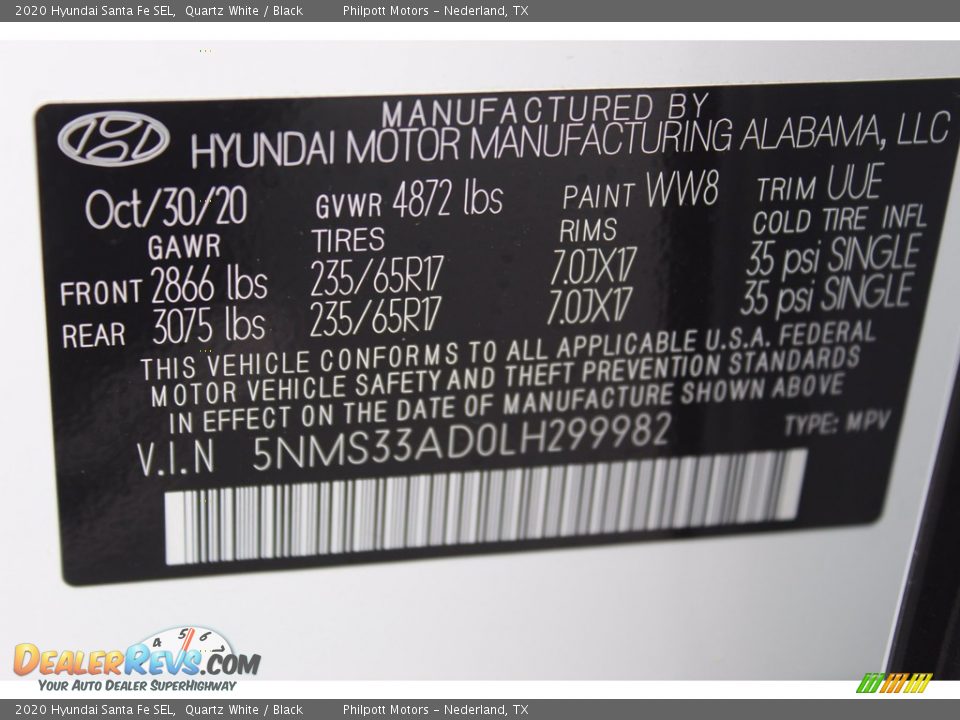 2020 Hyundai Santa Fe SEL, Quartz White / Black Philpott Motors - Nederland, TX
MANUFACTURED BY
HYUNDAI MOTOR MANUFACTURING ALABAMA, LLC
Oct/30/20 GVWR 4872 lbs PAINT WW8 TRIM UUE
GAWR TIRES RIMS COLD TIRE INFL
FRONT 2866 lbs 235/65R17 7.0JX17 35 psi SINGLE
REAR 3075 lbs 235/65R17 7.0JX17 35 psi SINGLE
THIS VEHICLE CONFORMS TO ALL APPLICABLE U.S.A. FEDERAL
MOTOR VEHICLE SAFETY AND THEFT PREVENTION STANDARDS
IN EFFECT ON THE DATE OF MANUFACTURE SHOWN ABOVE
V.I.N 5NMS33AD0LH299982 TYPE: MPV
4 5 6 7
DEALERREVS.COM
YOUR AUTO DEALER SUPERHIGHWAY
2020 Hyundai Santa Fe SEL, Quartz White / Black Philpott Motors - Nederland, TX